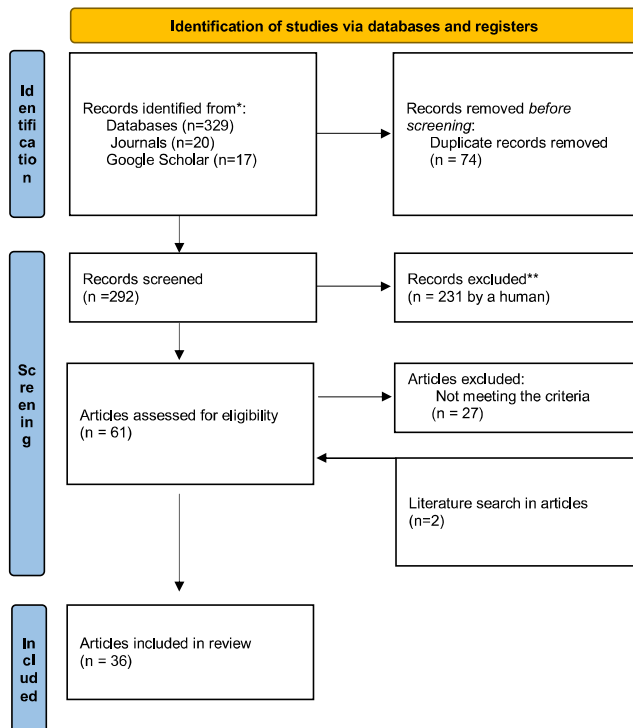 Identification of studies via databases and registers
Id
en
tific
atio
n
Records identified from*:
Databases (n=329)
Journals (n=20)
Google Scholar (n=17)
Records removed before
screening:
Duplicate records removed
(n = 74)
Sc
re
en
in
g
Records screened
(n =292)
Records excluded**
(n = 231 by a human)
Articles assessed for eligibility
(n = 61)
Articles excluded:
Not meeting the criteria
(n = 27)
Literature search in articles
(n=2)
In
cl
ud
ed
Articles included in review
(n = 36)